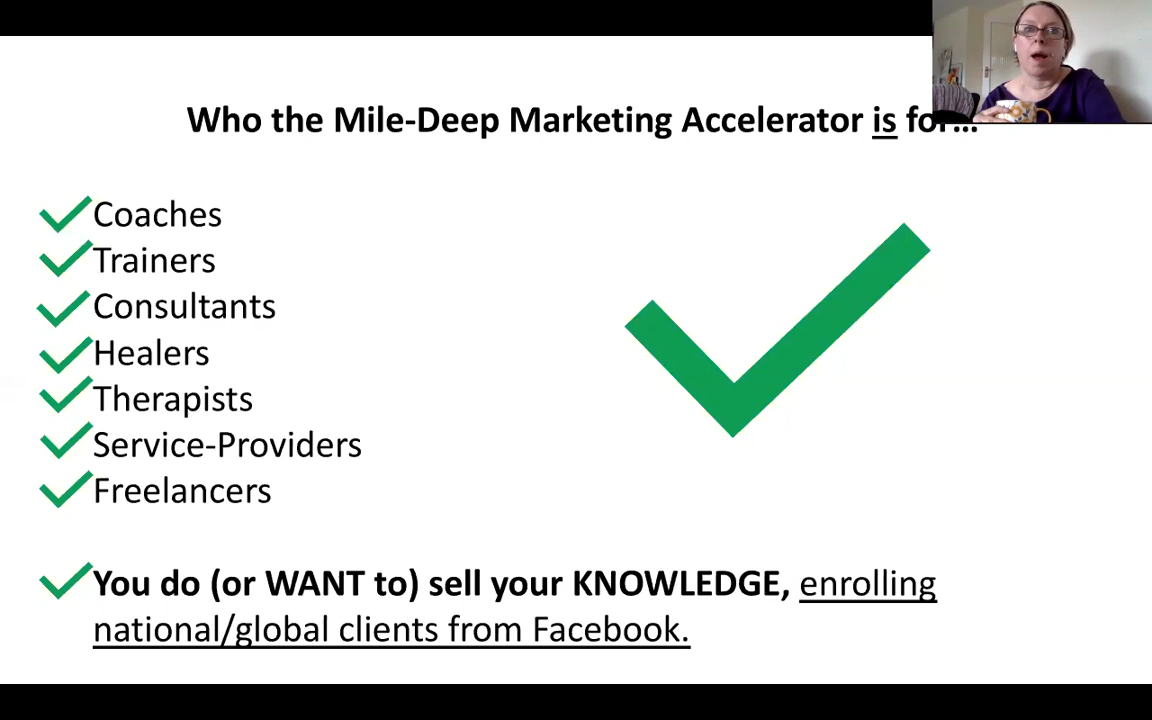 Who the Mile-Deep Marketing Accelerator is for...
Coaches
Trainers
Consultants
Healers
Therapists
Service-Providers
Freelancers
You do (or WANT to) sell your KNOWLEDGE, enrolling
national/global clients from Facebook.